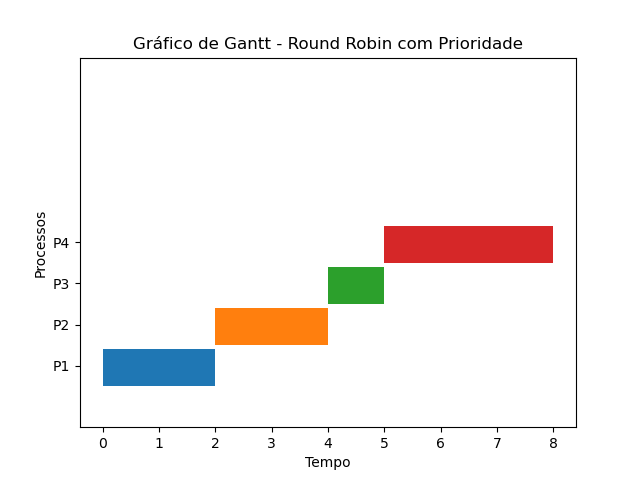 Gráfico de Gantt - Round Robin com Prioridade
Processos
P4
P3
P2
P1
0 1 2 3 4 5 6 7 8
Tempo